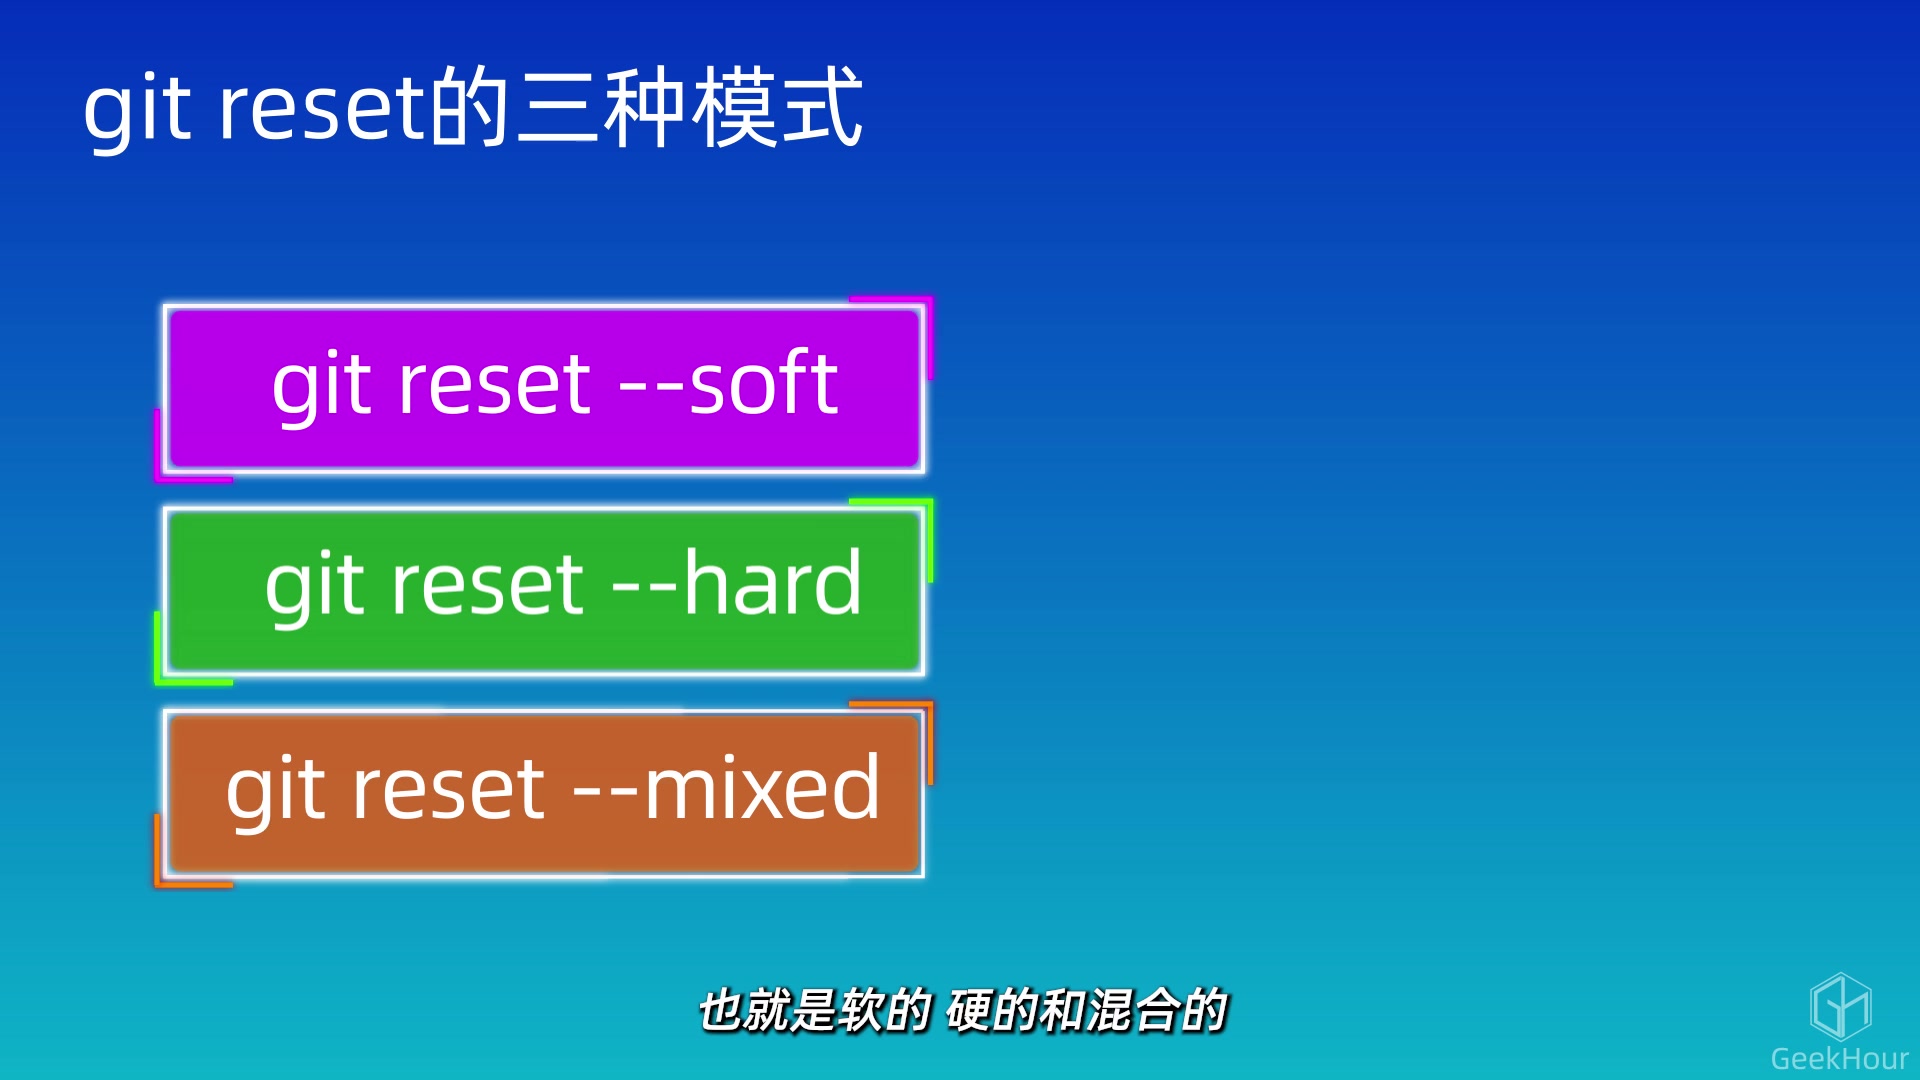 git reset的三种模式
git reset --soft
git reset --hard
git reset --mixed
也就是软的 硬的和混合的
GeekHour